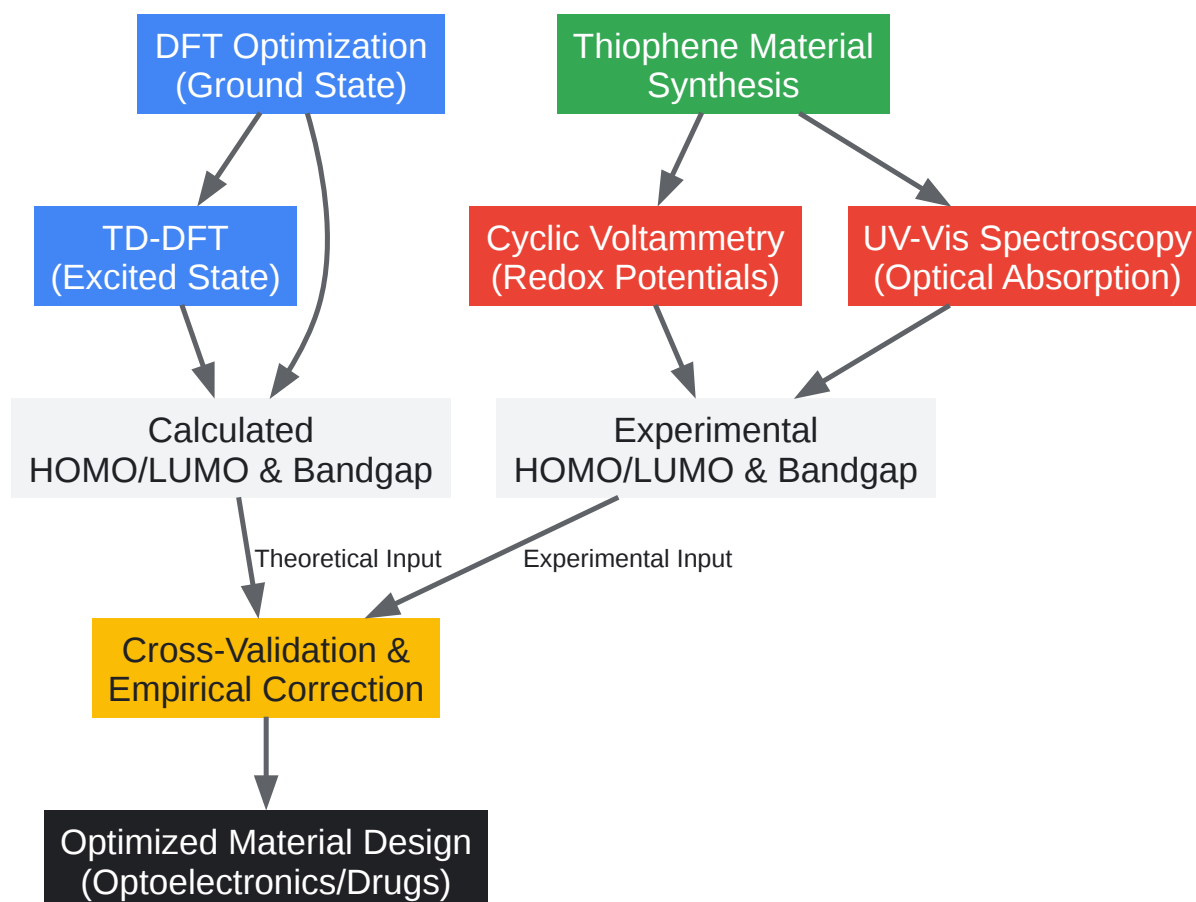 DFT Optimization
(Ground State)
Thiophene Material
Synthesis
TD-DFT
(Excited State)
Cyclic Voltammetry
(Redox Potentials)
UV-Vis Spectroscopy
(Optical Absorption)
Calculated
HOMO/LUMO & Bandgap
Experimental
HOMO/LUMO & Bandgap
Theoretical Input
Experimental Input
Cross-Validation &
Empirical Correction
Optimized Material Design
(Optoelectronics/Drugs)